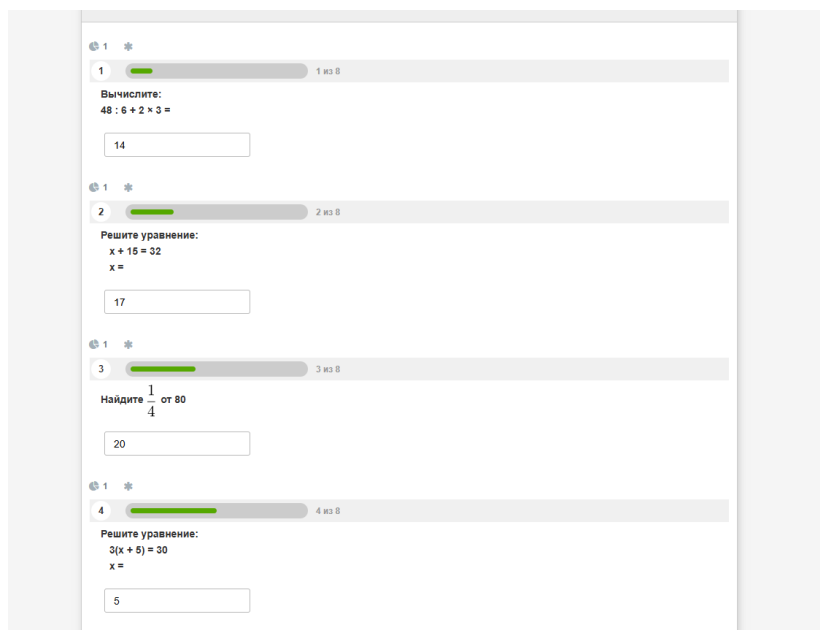 1
1 1 из 8
Вычислите:
48 : 6 + 2 × 3 =
14
1
2 2 из 8
Решите уравнение:
x + 15 = 32
x =
17
1
3 3 из 8
Найдите 1/4 от 80
20
1
4 4 из 8
Решите уравнение:
3(x + 5) = 30
x =
5